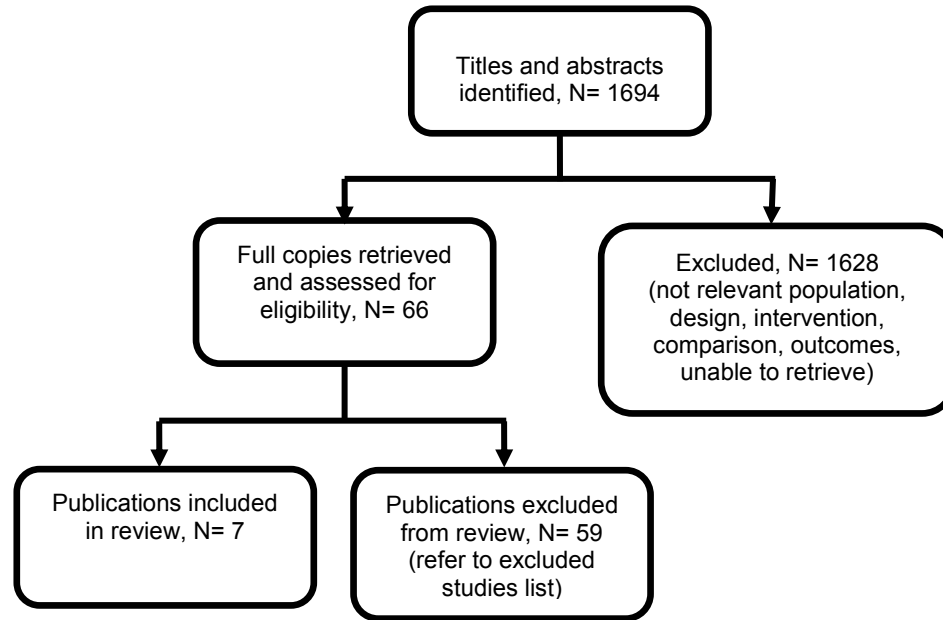 Titles and abstracts
identified, N= 1694
Full copies retrieved
and assessed for
eligibility, N= 66
Excluded, N= 1628
(not relevant population,
design, intervention,
comparison, outcomes,
unable to retrieve)
Publications included
in review, N= 7
Publications excluded
from review, N= 59
(refer to excluded
studies list)